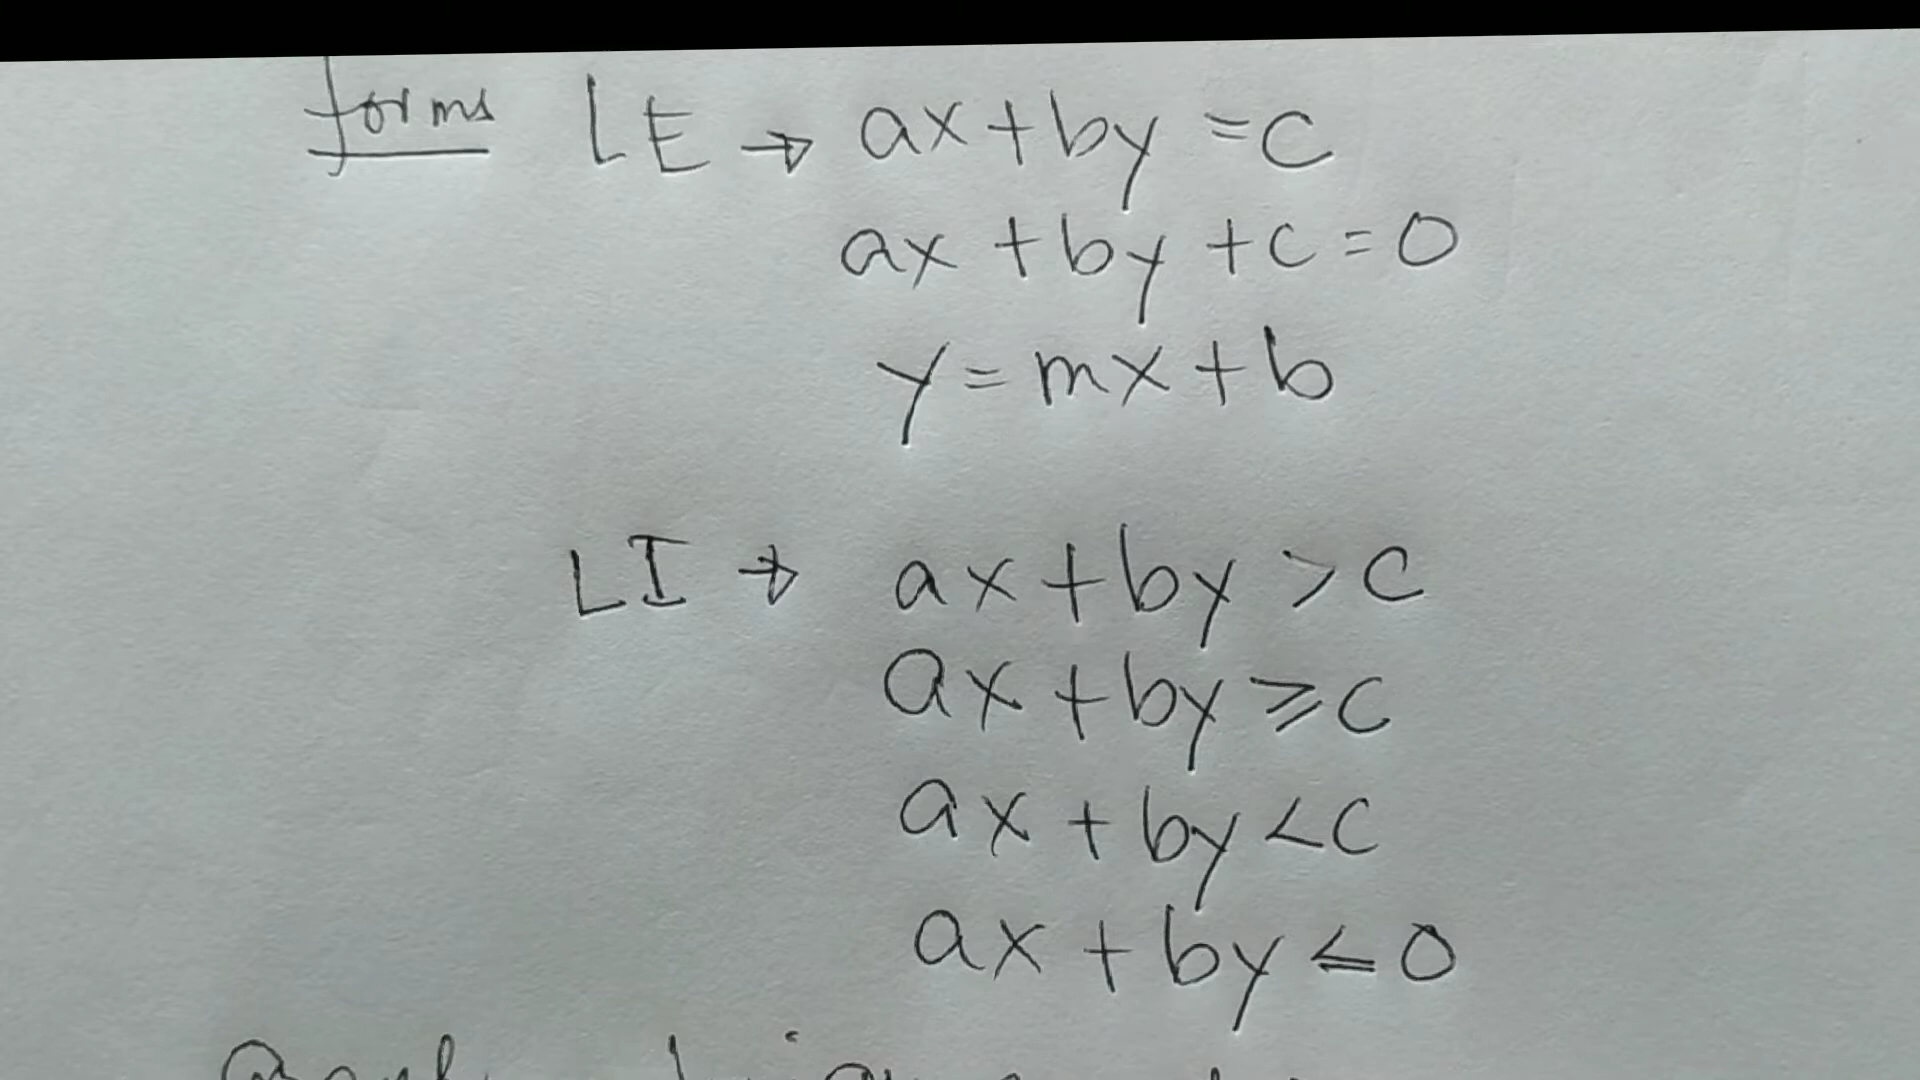 forms LE → ax + by = c
ax + by + c = 0
y = mx + b
LI → ax + by > c
ax + by ≥ c
ax + by < c
ax + by ≤ 0